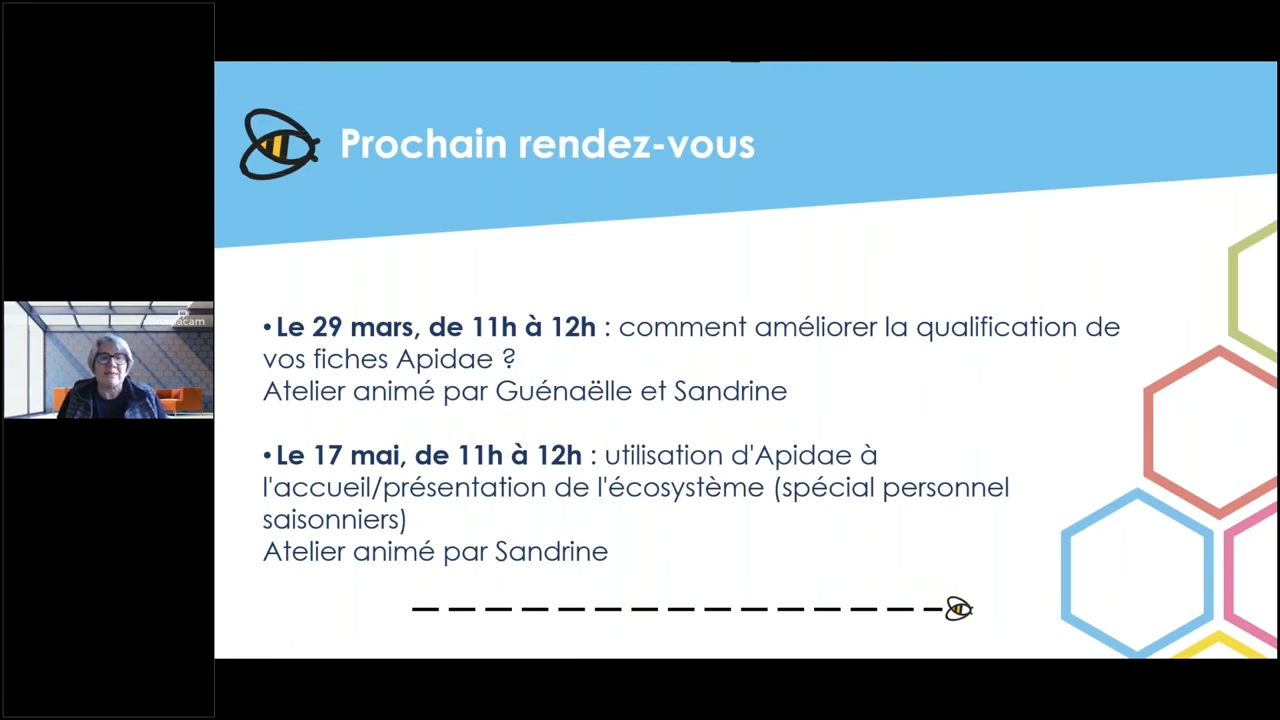 Prochain rendez-vous
•Le 29 mars, de 11h à 12h : comment améliorer la qualification de
vos fiches Apidae ?
Atelier animé par Guénaëlle et Sandrine
•Le 17 mai, de 11h à 12h : utilisation d'Apidae à
l'accueil/présentation de l'écosystème (spécial personnel
saisonniers)
Atelier animé par Sandrine